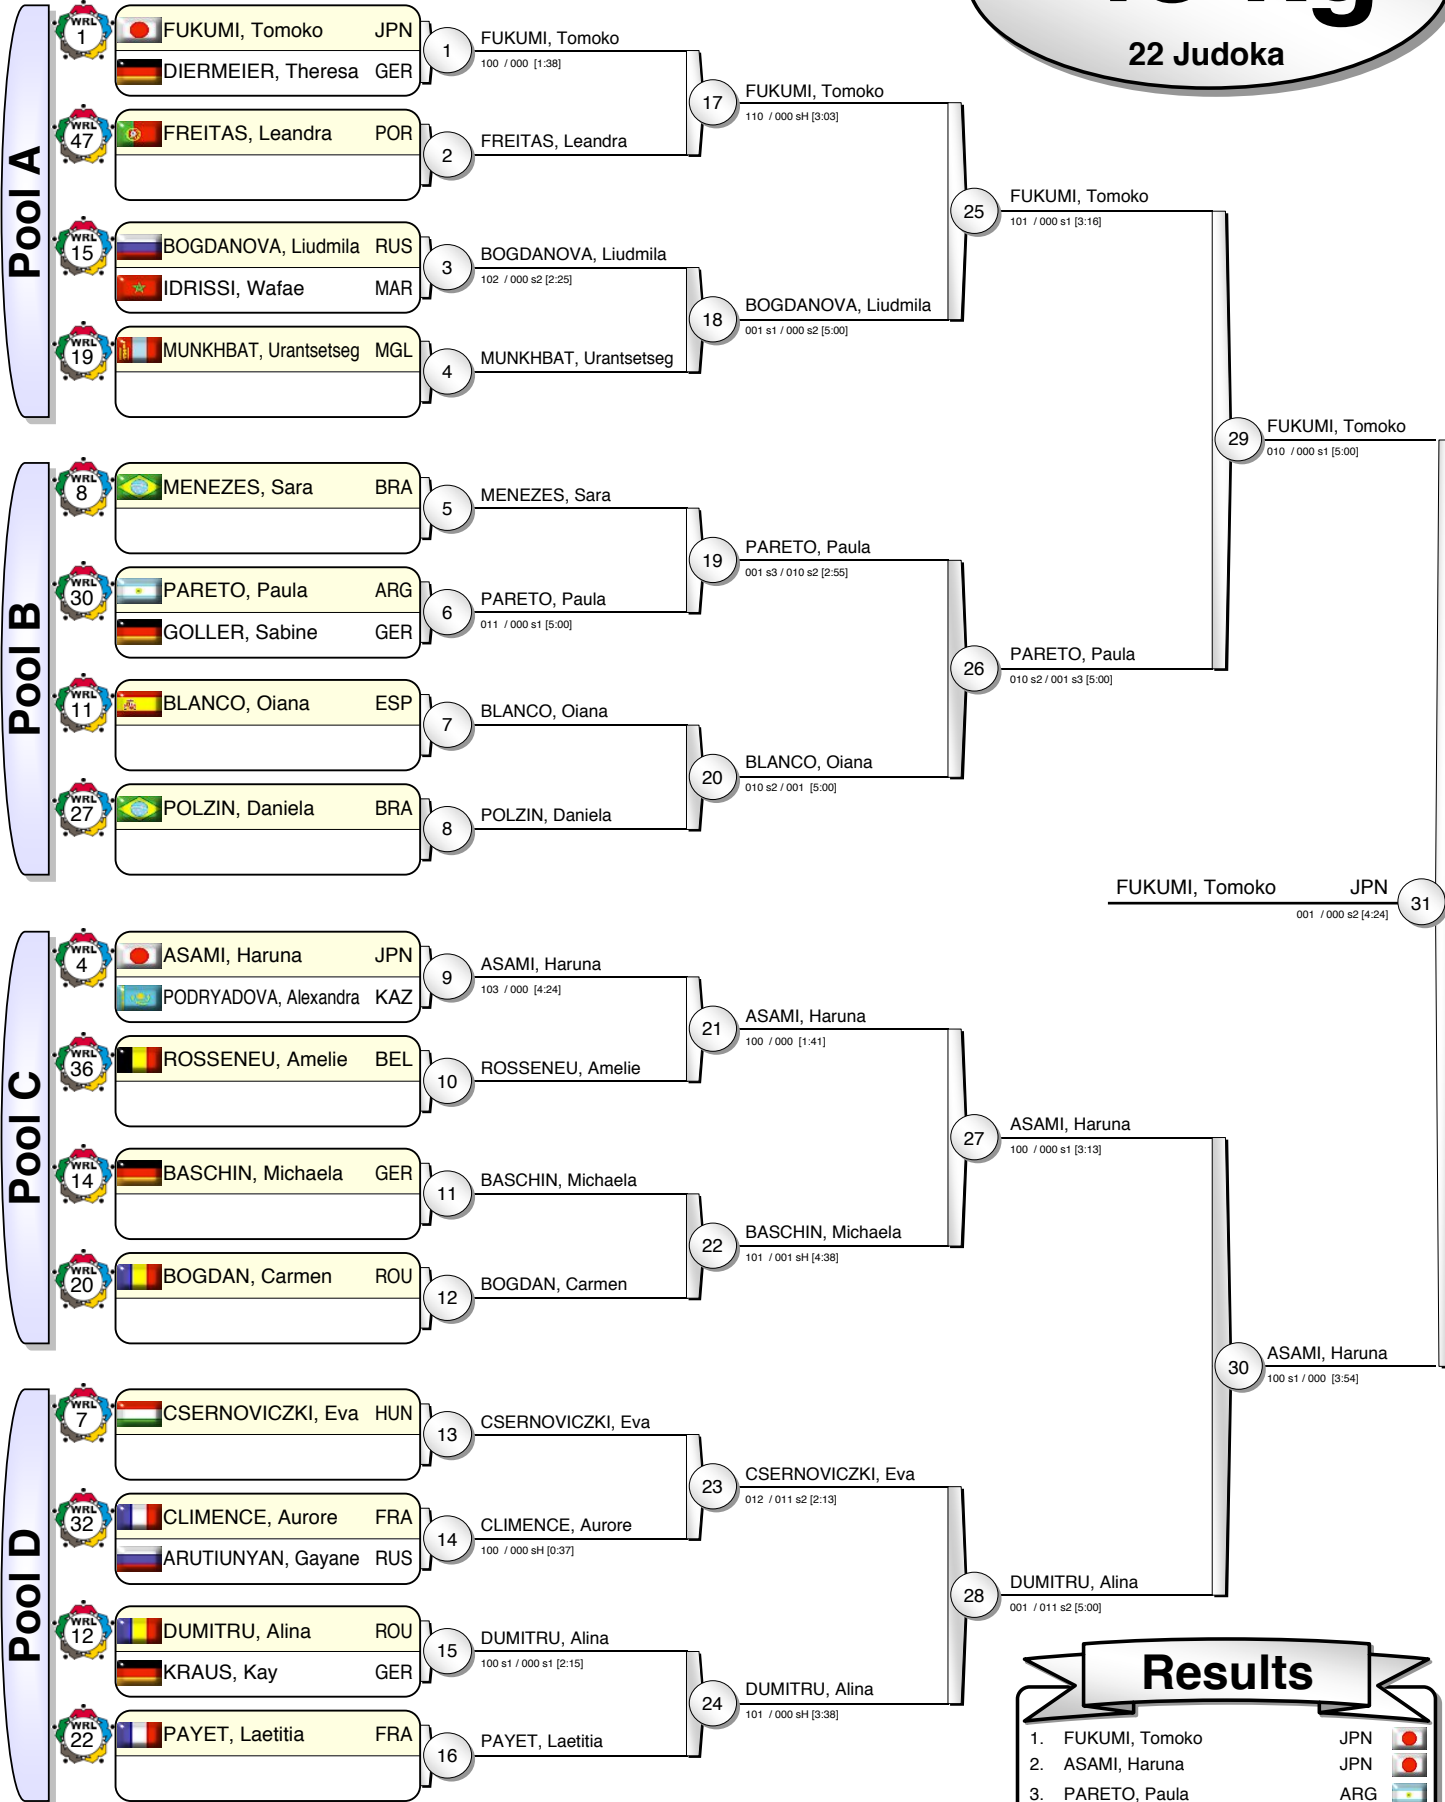 22 Judoka
Pool A
WRL 1
FUKUMI, Tomoko JPN
DIERMEIER, Theresa GER
WRL 47
FREITAS, Leandra POR
WRL 15
BOGDANOVA, Liudmila RUS
IDRISSI, Wafae MAR
WRL 19
MUNKHBAT, Urantsetseg MGL
1
FUKUMI, Tomoko
100 / 000 [1:38]
2
FREITAS, Leandra
3
BOGDANOVA, Liudmila
102 / 000 s2 [2:25]
4
MUNKHBAT, Urantsetseg
17
FUKUMI, Tomoko
110 / 000 sH [3:03]
18
BOGDANOVA, Liudmila
001 s1 / 000 s2 [5:00]
25
FUKUMI, Tomoko
101 / 000 s1 [3:16]
Pool B
WRL 8
MENEZES, Sara BRA
WRL 30
PARETO, Paula ARG
GOLLER, Sabine GER
WRL 11
BLANCO, Oiana ESP
WRL 27
POLZIN, Daniela BRA
5
MENEZES, Sara
6
PARETO, Paula
011 / 000 s1 [5:00]
7
BLANCO, Oiana
8
POLZIN, Daniela
19
PARETO, Paula
001 s3 / 010 s2 [2:55]
20
BLANCO, Oiana
010 s2 / 001 [5:00]
26
PARETO, Paula
010 s2 / 001 s3 [5:00]
29
FUKUMI, Tomoko
010 / 000 s1 [5:00]
FUKUMI, Tomoko JPN
001 / 000 s2 [4:24]
31
Pool C
WRL 4
ASAMI, Haruna JPN
PODRYADOVA, Alexandra KAZ
WRL 36
ROSSENEU, Amelie BEL
WRL 14
BASCHIN, Michaela GER
WRL 20
BOGDAN, Carmen ROU
9
ASAMI, Haruna
103 / 000 [4:24]
10
ROSSENEU, Amelie
11
BASCHIN, Michaela
12
BOGDAN, Carmen
21
ASAMI, Haruna
100 / 000 [1:41]
22
BASCHIN, Michaela
101 / 001 sH [4:38]
27
ASAMI, Haruna
100 / 000 s1 [3:13]
Pool D
WRL 7
CSERNOVICZKI, Eva HUN
WRL 32
CLIMENCE, Aurore FRA
ARUTIUNYAN, Gayane RUS
WRL 12
DUMITRU, Alina ROU
KRAUS, Kay GER
WRL 22
PAYET, Laetitia FRA
13
CSERNOVICZKI, Eva
14
CLIMENCE, Aurore
100 / 000 sH [0:37]
15
DUMITRU, Alina
100 s1 / 000 s1 [2:15]
16
PAYET, Laetitia
23
CSERNOVICZKI, Eva
012 / 011 s2 [2:13]
24
DUMITRU, Alina
101 / 000 sH [3:38]
28
DUMITRU, Alina
001 / 011 s2 [5:00]
30
ASAMI, Haruna
100 s1 / 000 [3:54]
Results
1. FUKUMI, Tomoko JPN
2. ASAMI, Haruna JPN
3. PARETO, Paula ARG